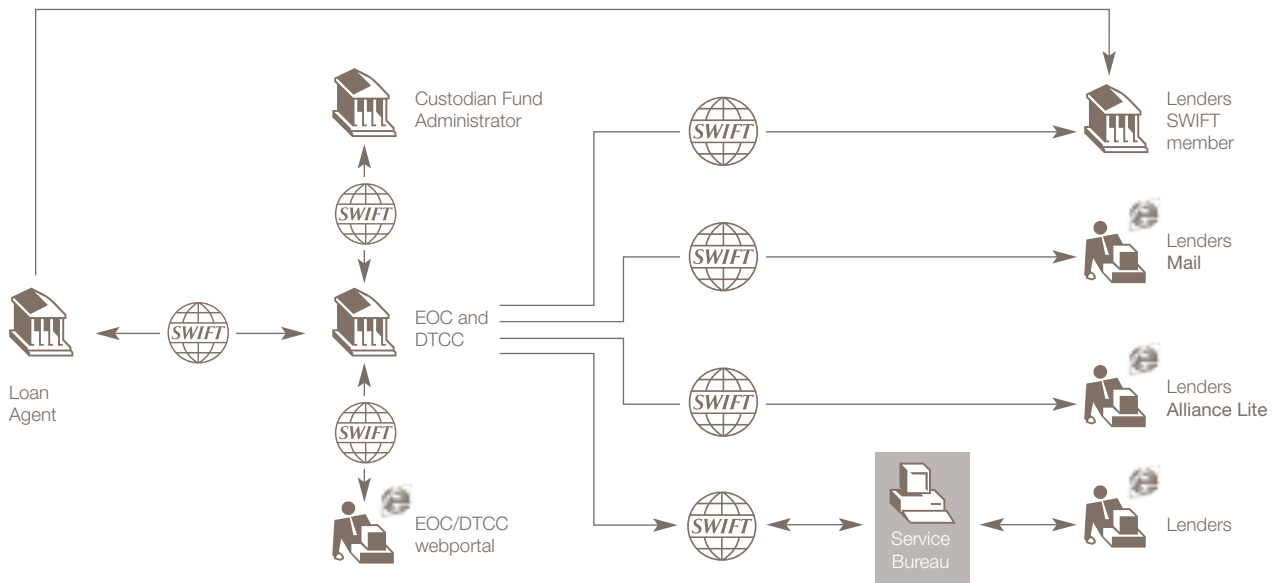 Custodian Fund
Administrator
SWIFT
Lenders
SWIFT
member
SWIFT
SWIFT
Lenders
Mail
Loan
Agent
SWIFT
EOC and
DTCC
SWIFT
Lenders
Alliance Lite
SWIFT
EOC/DTCC
webportal
SWIFT
Service
Bureau
Lenders